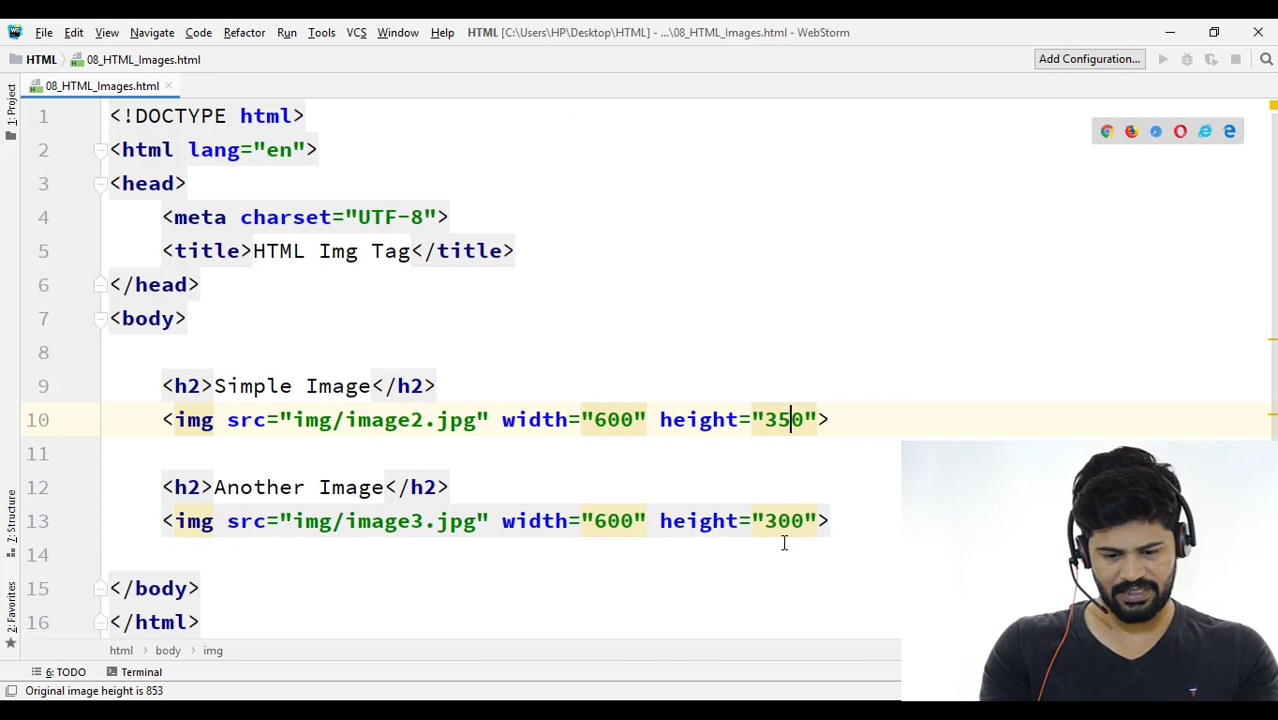 WS File Edit View Navigate Code Refactor Run Tools VCS Window Help HTML [C:\Users\HP\Desktop\HTML] - ...\08_HTML_Images.html - WebStorm
HTML 08_HTML_Images.html Add Configuration...
08_HTML_Images.html
1: Project
1 <!DOCTYPE html>
2 <html lang="en">
3 <head>
4 <meta charset="UTF-8">
5 <title>HTML Img Tag</title>
6 </head>
7 <body>
8
9 <h2>Simple Image</h2>
10 <img src="img/image2.jpg" width="600" height="350">
11
12 <h2>Another Image</h2>
13 <img src="img/image3.jpg" width="600" height="300">
14
15 </body>
16 </html>
7: Structure
2: Favorites
html body img
6: TODO Terminal
Original image height is 853